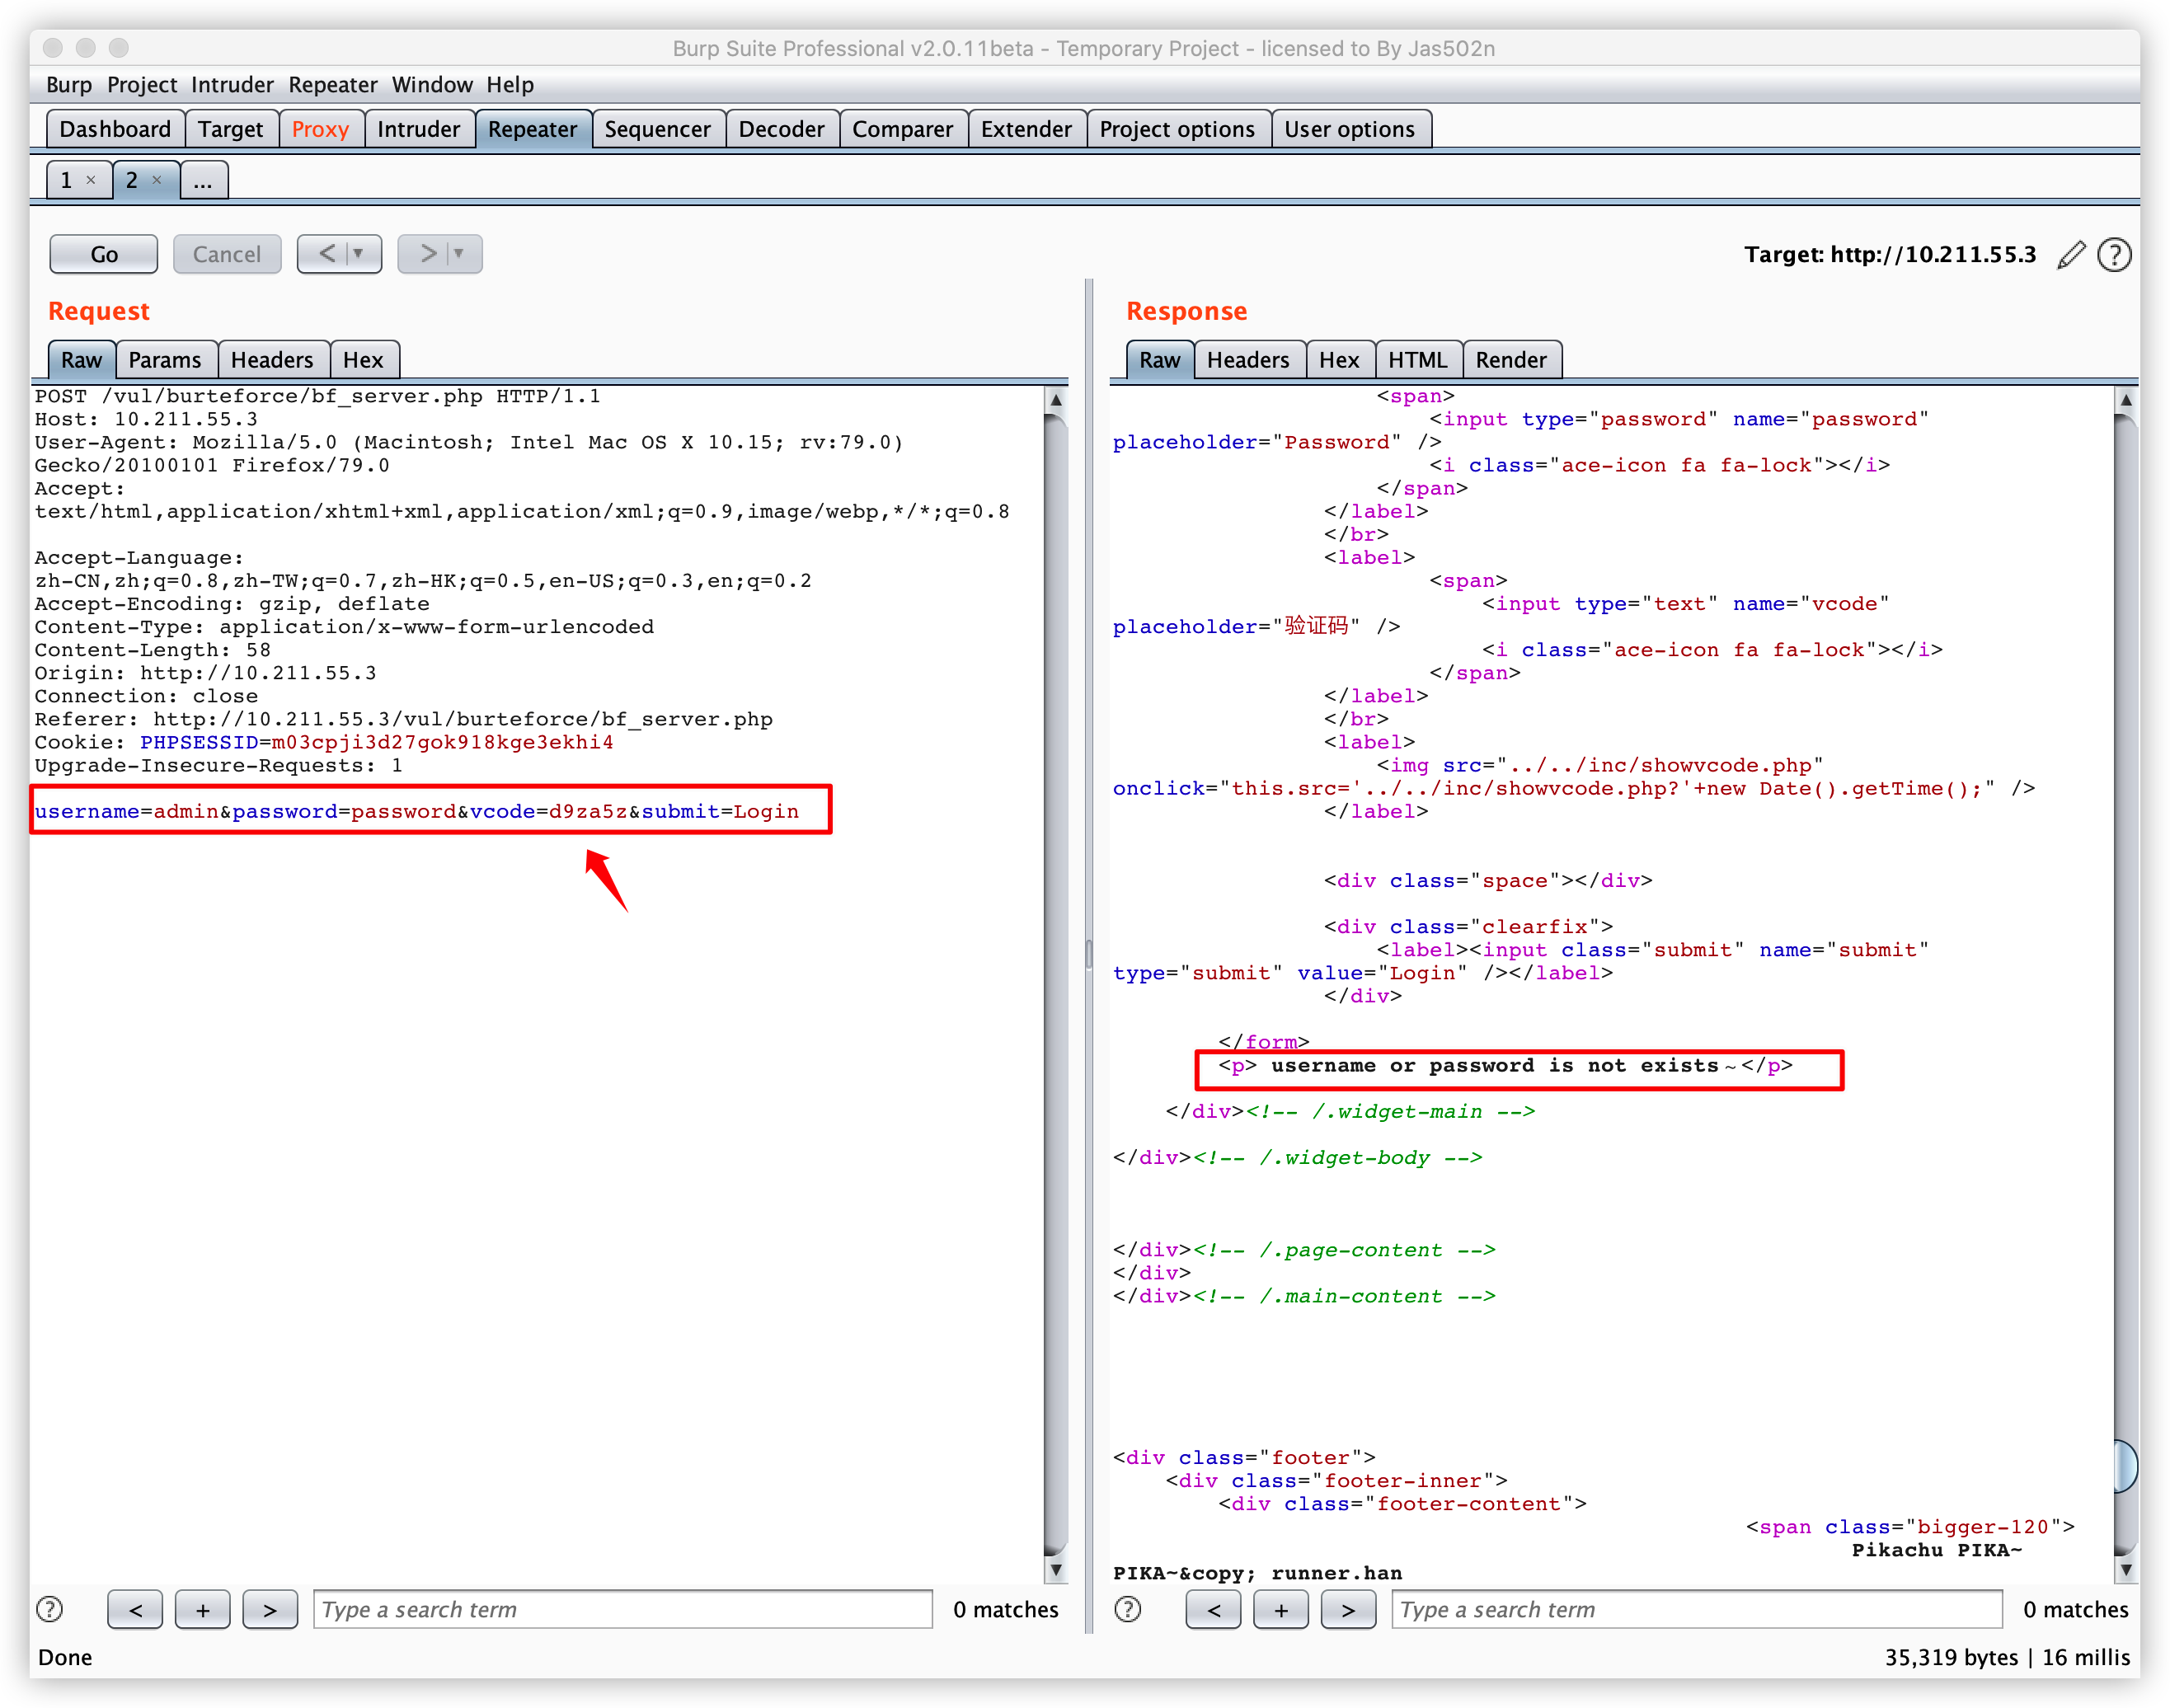 Burp Suite Professional v2.0.11beta - Temporary Project - licensed to By Jas502n
Burp Project Intruder Repeater Window Help
Dashboard Target Proxy Intruder Repeater Sequencer Decoder Comparer Extender Project options User options
1 × 2 × ...
Go Cancel < ▼ > ▼ Target: http://10.211.55.3 ?
Request
Raw Params Headers Hex
POST /vul/burteforce/bf_server.php HTTP/1.1
Host: 10.211.55.3
User-Agent: Mozilla/5.0 (Macintosh; Intel Mac OS X 10.15; rv:79.0)
Gecko/20100101 Firefox/79.0
Accept:
text/html,application/xhtml+xml,application/xml;q=0.9,image/webp,*/*;q=0.8
Accept-Language:
zh-CN,zh;q=0.8,zh-TW;q=0.7,zh-HK;q=0.5,en-US;q=0.3,en;q=0.2
Accept-Encoding: gzip, deflate
Content-Type: application/x-www-form-urlencoded
Content-Length: 58
Origin: http://10.211.55.3
Connection: close
Referer: http://10.211.55.3/vul/burteforce/bf_server.php
Cookie: PHPSESSID=m03cpji3d27gok918kge3ekhi4
Upgrade-Insecure-Requests: 1
username=admin&password=password&vcode=d9za5z&submit=Login
? < + > Type a search term 0 matches
Response
Raw Headers Hex HTML Render
<span>
<input type="password" name="password"
placeholder="Password" />
<i class="ace-icon fa fa-lock"></i>
</span>
</label>
</br>
<label>
<span>
<input type="text" name="vcode"
placeholder="验证码" />
<i class="ace-icon fa fa-lock"></i>
</span>
</label>
</br>
<label>
<img src="../../inc/showvcode.php"
onclick="this.src='../../inc/showvcode.php?'+new Date().getTime();" />
</label>
<div class="space"></div>
<div class="clearfix">
<label><input class="submit" name="submit"
type="submit" value="Login" /></label>
</div>
</form>
<p> username or password is not exists～</p>
</div><!-- /.widget-main -->
</div><!-- /.widget-body -->
</div><!-- /.page-content -->
</div>
</div><!-- /.main-content -->
<div class="footer">
<div class="footer-inner">
<div class="footer-content">
<span class="bigger-120">
Pikachu PIKA~
PIKA~&copy; runner.han
? < + > Type a search term 0 matches
Done 35,319 bytes | 16 millis